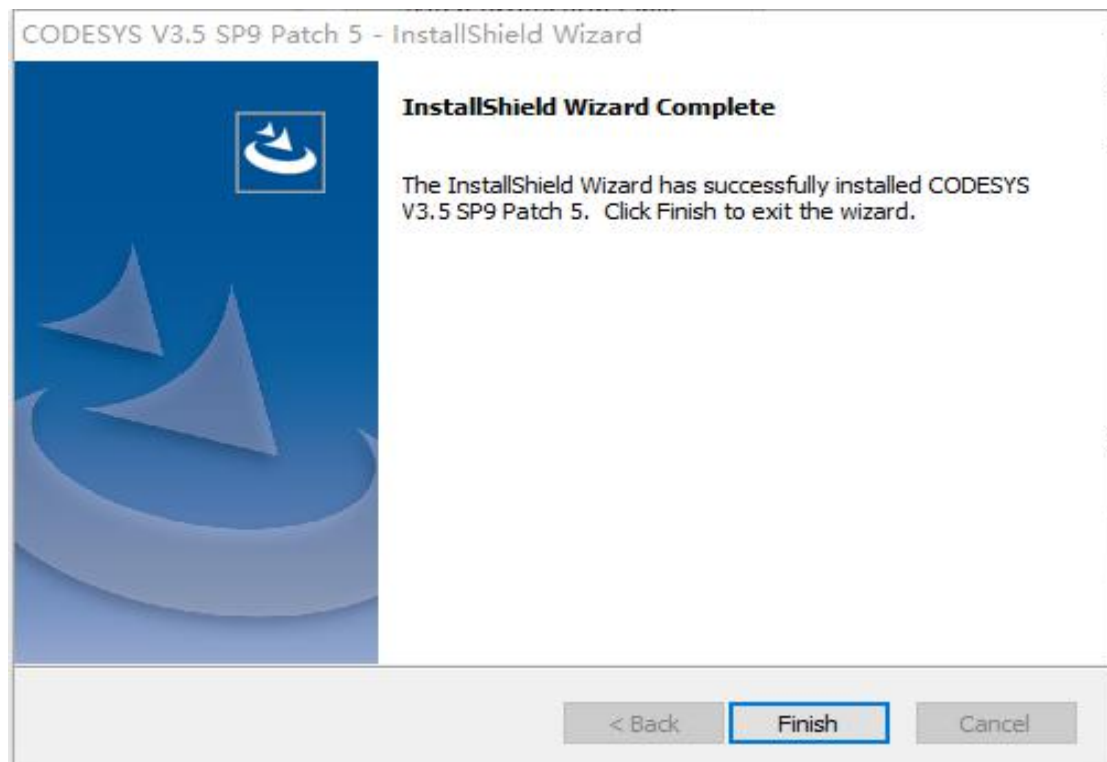 CODESYS V3.5 SP9 Patch 5 - InstallShield Wizard
InstallShield Wizard Complete
The InstallShield Wizard has successfully installed CODESYS
V3.5 SP9 Patch 5.  Click Finish to exit the wizard.
< Back
Finish
Cancel